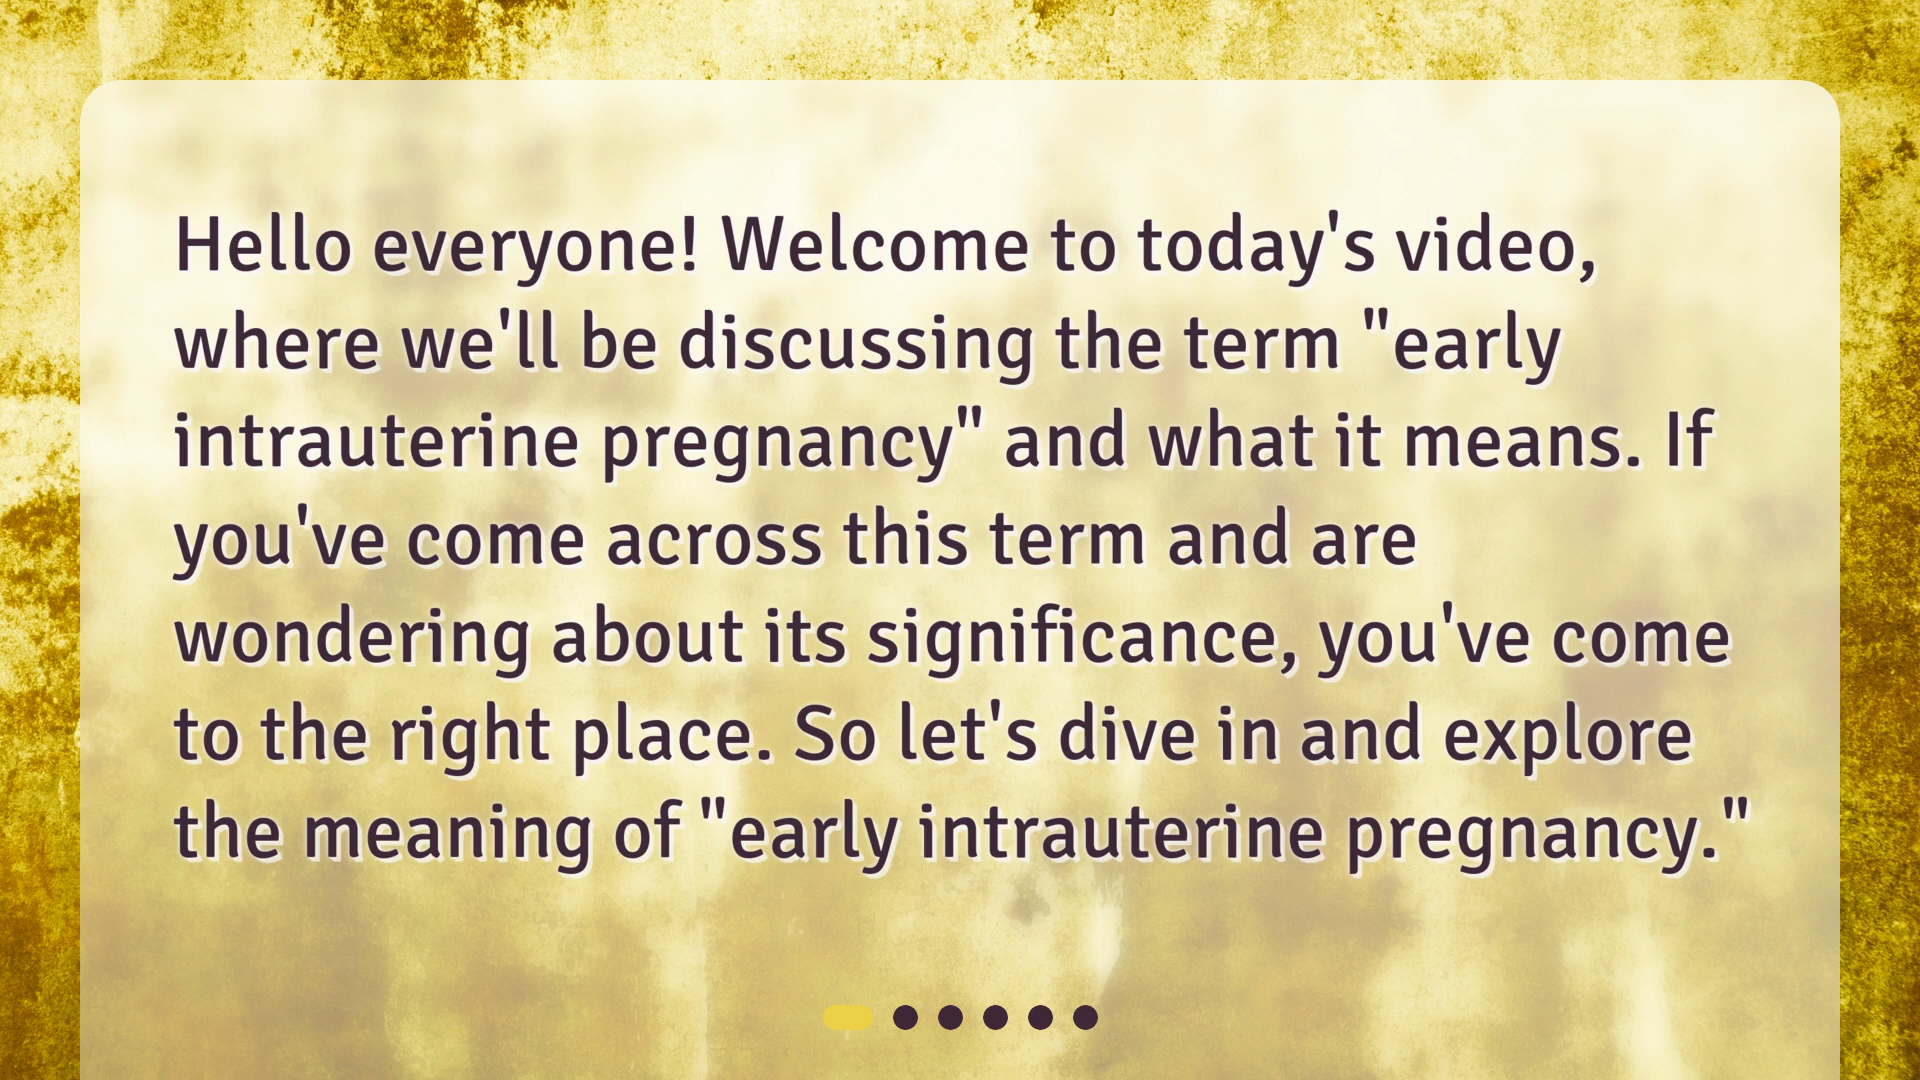 Hello everyone! Welcome to today's video,
where we'll be discussing the term "early
intrauterine pregnancy" and what it means. If
you've come across this term and are
wondering about its significance, you've come
to the right place. So let's dive in and explore
the meaning of "early intrauterine pregnancy."